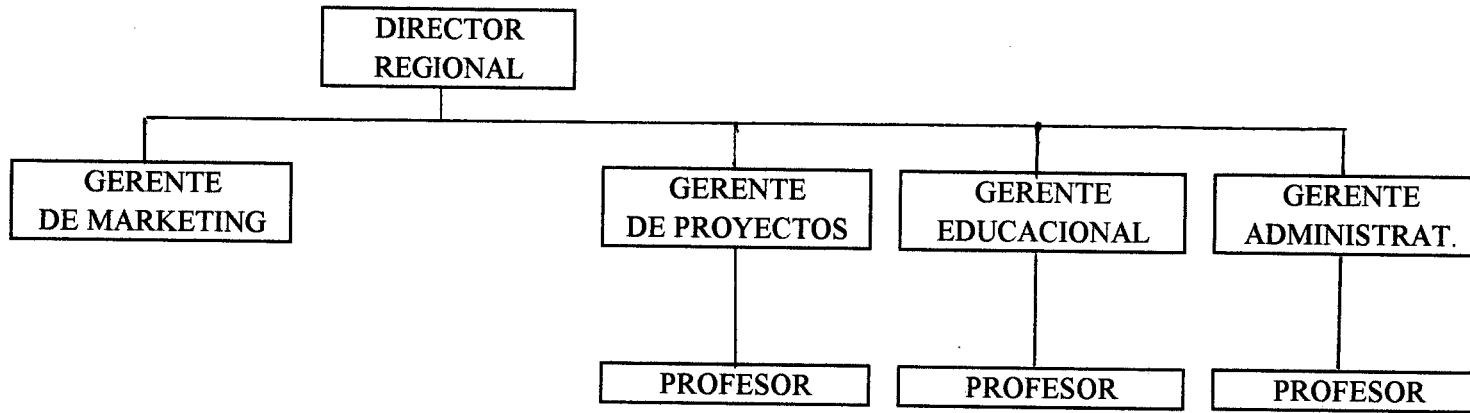 DIRECTOR
REGIONAL
GERENTE
DE MARKETING
GERENTE
DE PROYECTOS
GERENTE
EDUCACIONAL
GERENTE
ADMINISTRAT.
PROFESOR
PROFESOR
PROFESOR